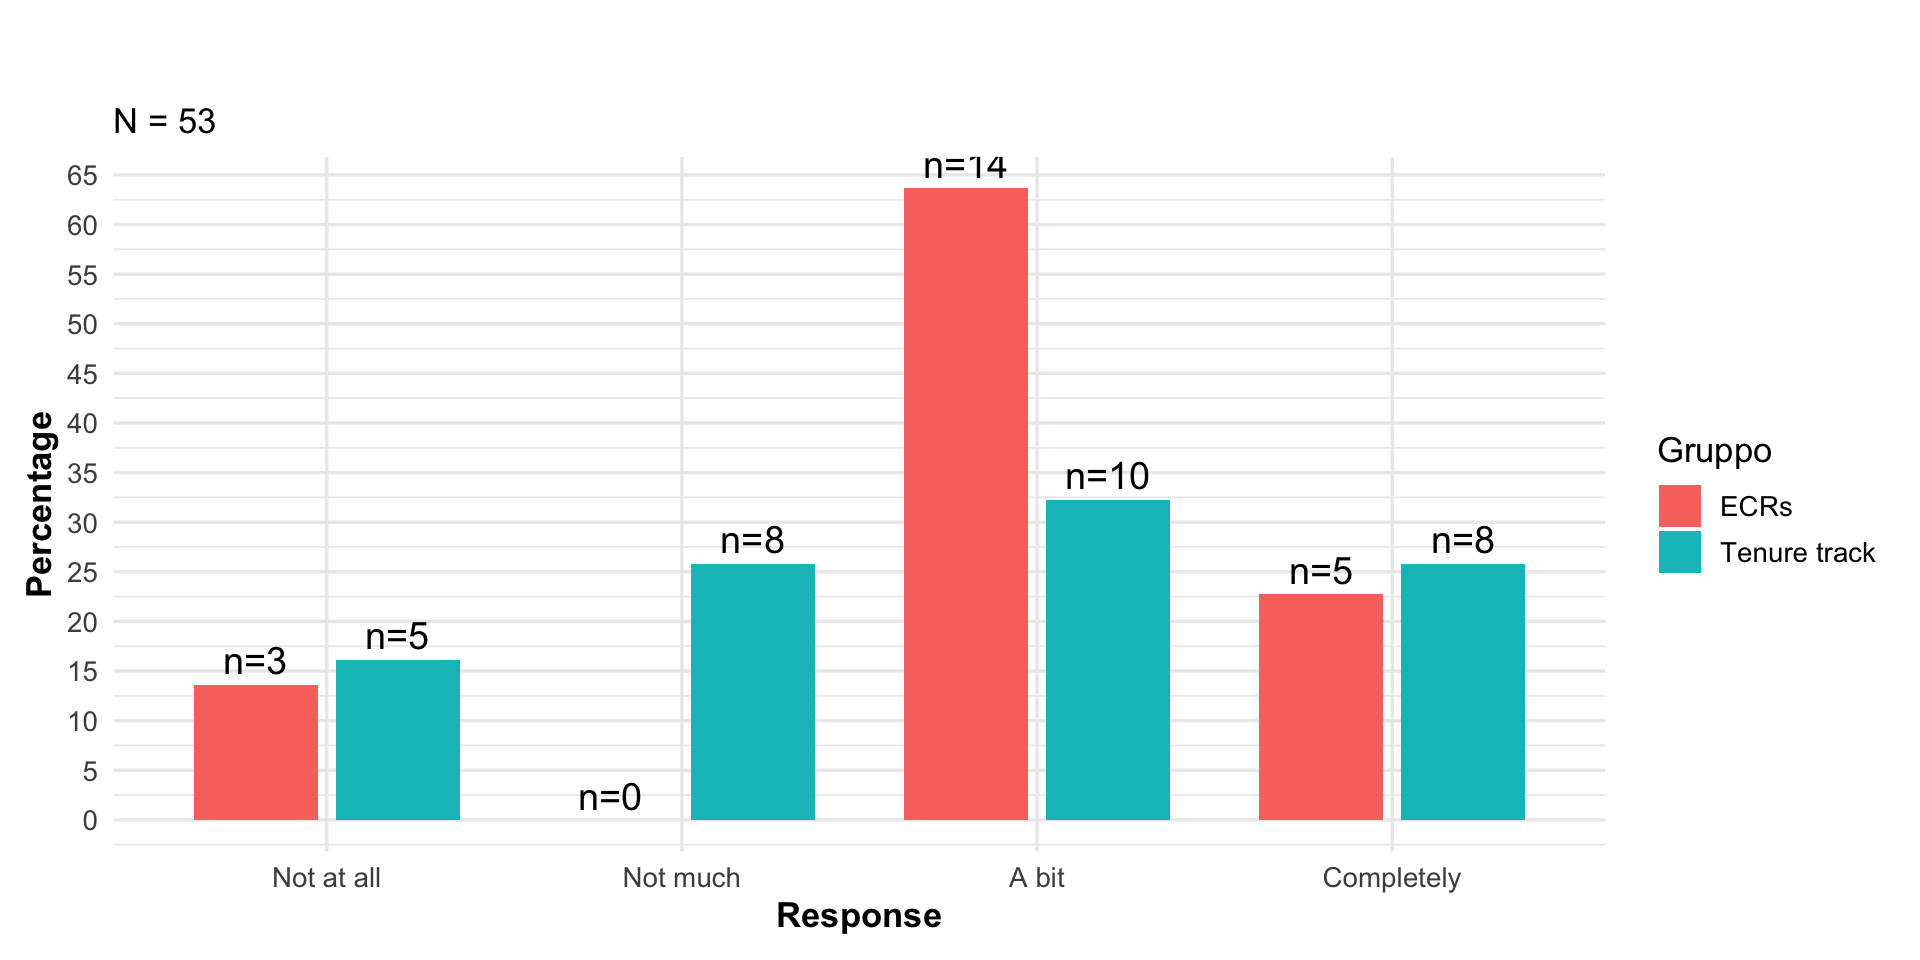 N = 53
65
60
55
50
45
40
35
30
25
20
15
10
5
0
Percentage
n=3
n=5
n=0
n=8
n=14
n=10
n=5
n=8
Not at all
Not much
A bit
Completely
Response
Gruppo
ECRs
Tenure track